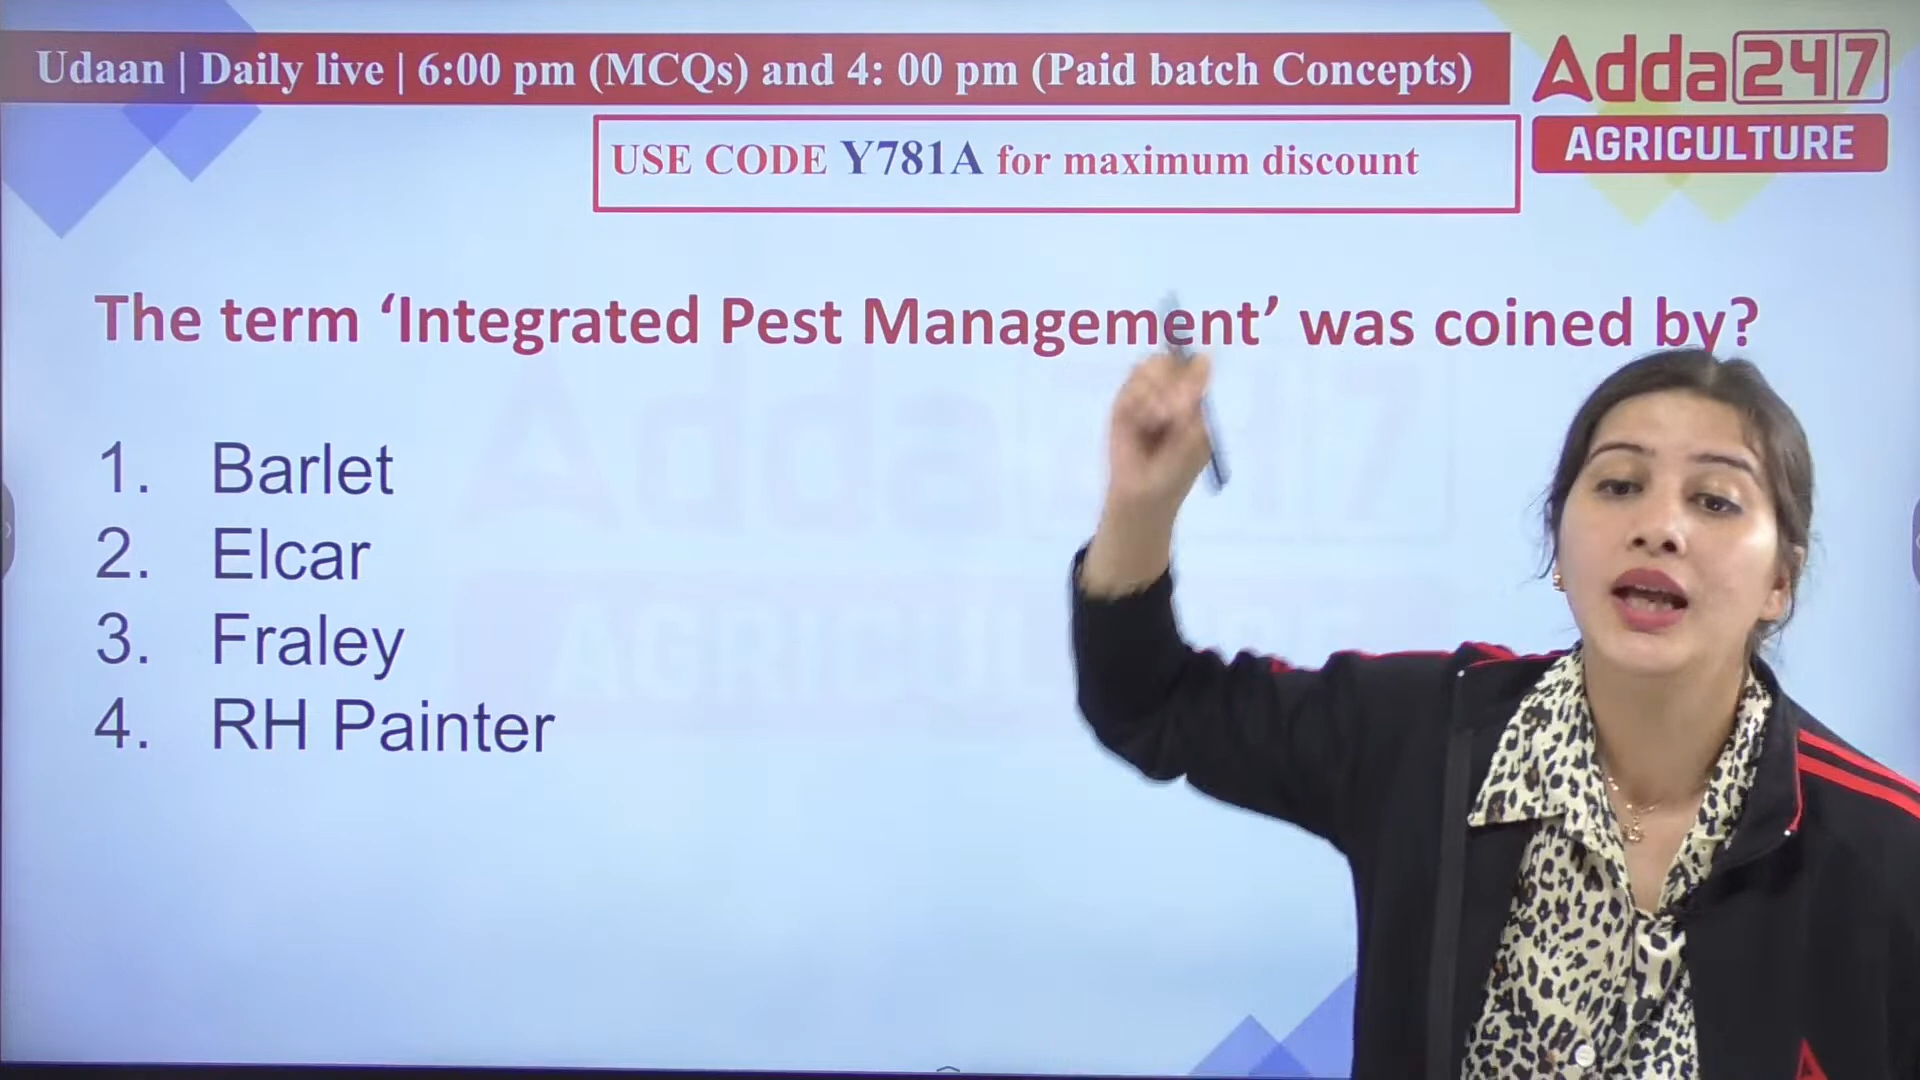 Udaan | Daily live | 6:00 pm (MCQs) and 4: 00 pm (Paid batch Concepts)
Adda247
AGRICULTURE
USE CODE Y781A for maximum discount
The term ‘Integrated Pest Management’ was coined by?
1. Barlet
2. Elcar
3. Fraley
4. RH Painter